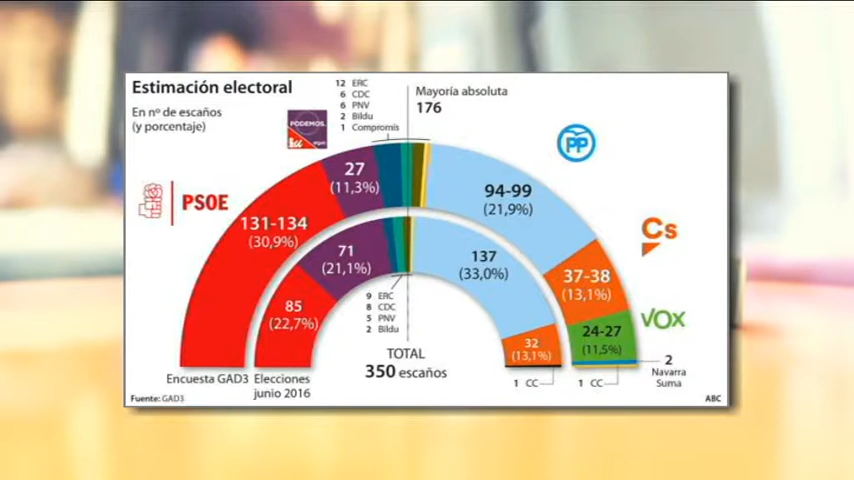 Estimación electoral
En nº de escaños
(y porcentaje)
12 ERC
6 CDC
6 PNV
2 Bildu
1 Compromís
Mayoría absoluta
176
PODEMOS.
PP
PSOE
Cs
VOX
131-134
(30,9%)
27
(11,3%)
94-99
(21,9%)
37-38
(13,1%)
24-27
(11,5%)
85
(22,7%)
71
(21,1%)
137
(33,0%)
32
(13,1%)
9 ERC
8 CDC
5 PNV
2 Bildu
TOTAL
350 escaños
Encuesta GAD3
Elecciones
junio 2016
1 CC
1 CC
2
Navarra
Suma
Fuente: GAD3
ABC